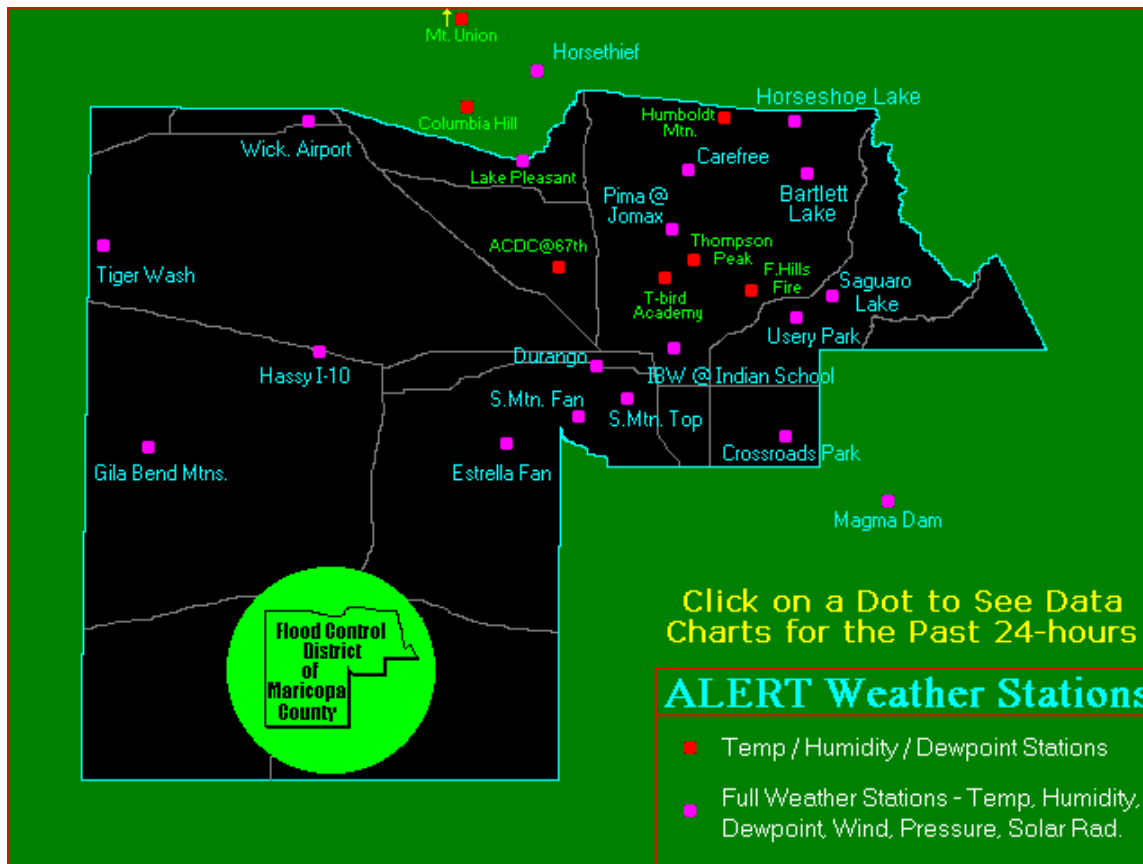 ↑
Mt. Union
Horsethief
Columbia Hill
Horseshoe Lake
Humboldt
Mtn.
Wick. Airport
Carefree
Lake Pleasant
Pima @
Jomax
Bartlett
Lake
ACDC@67th
Thompson
Peak
Tiger Wash
F.Hills
Fire
Saguaro
Lake
T-bird
Academy
Usery Park
Durango
Hassy I-10
IBW @ Indian School
S.Mtn. Fan
S.Mtn. Top
Gila Bend Mtns.
Estrella Fan
Crossroads Park
Magma Dam
Click on a Dot to See Data
Charts for the Past 24-hours
Flood Control
District
of
Maricopa
County
ALERT Weather Stations
Temp / Humidity / Dewpoint Stations
Full Weather Stations - Temp, Humidity,
Dewpoint, Wind, Pressure, Solar Rad.